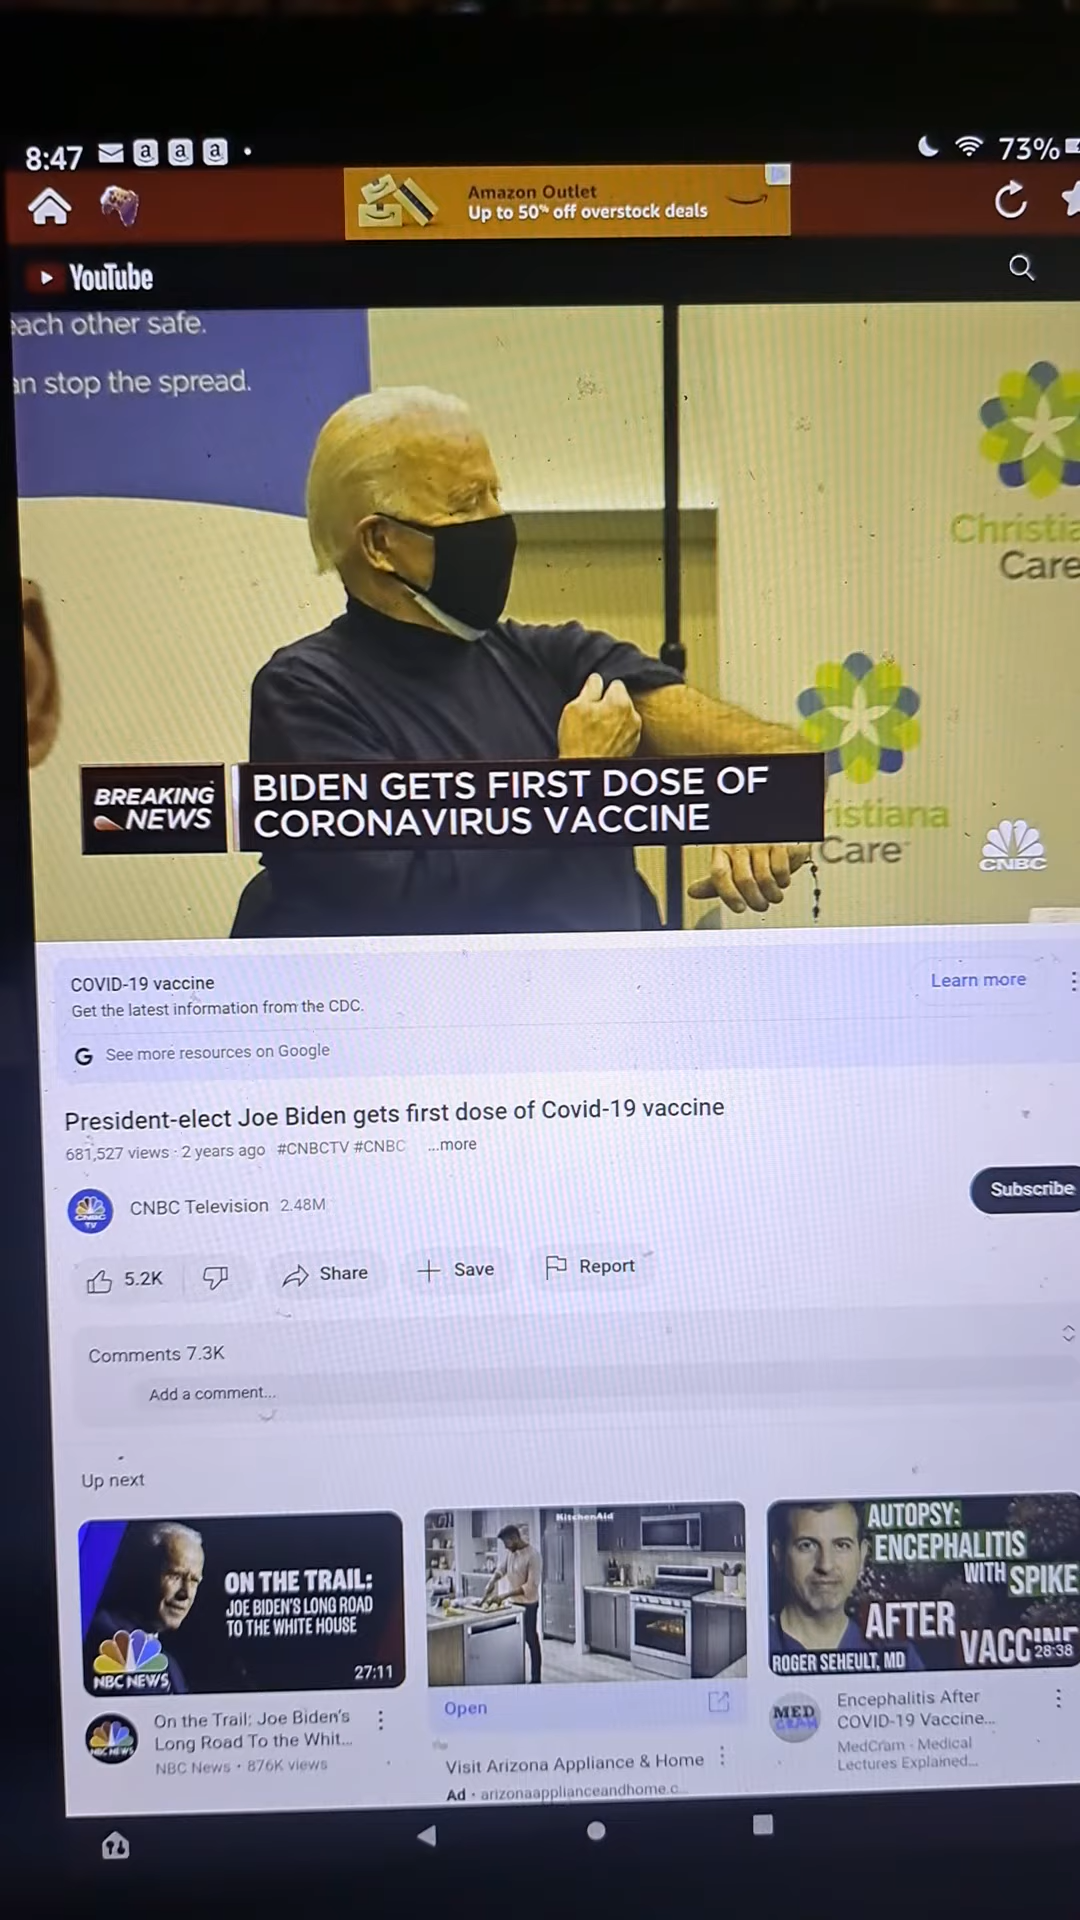 8:47
73%
Amazon Outlet
Up to 50% off overstock deals
YouTube
each other safe.
an stop the spread.
Christia
Care
BREAKING
NEWS
BIDEN GETS FIRST DOSE OF
CORONAVIRUS VACCINE
istiana
Care
CNBC
COVID-19 vaccine
Learn more
Get the latest information from the CDC.
G See more resources on Google
President-elect Joe Biden gets first dose of Covid-19 vaccine
681,527 views · 2 years ago #CNBCTV #CNBC ...more
CNBC Television 2.48M
Subscribe
5.2K
Share
Save
Report
Comments 7.3K
Add a comment...
Up next
ON THE TRAIL:
JOE BIDEN'S LONG ROAD
TO THE WHITE HOUSE
NBC NEWS
27:11
On the Trail: Joe Biden's
Long Road To the Whit...
NBC News · 876K views
KitchenAid
Open
Visit Arizona Appliance & Home
Ad · arizonaapplianceandhome.c...
AUTOPSY:
ENCEPHALITIS
WITH SPIKE
AFTER
VACCINE
ROGER SEHEULT, MD
28:38
MED
CRAM
Encephalitis After
COVID-19 Vaccine...
MedCram - Medical
Lectures Explained...